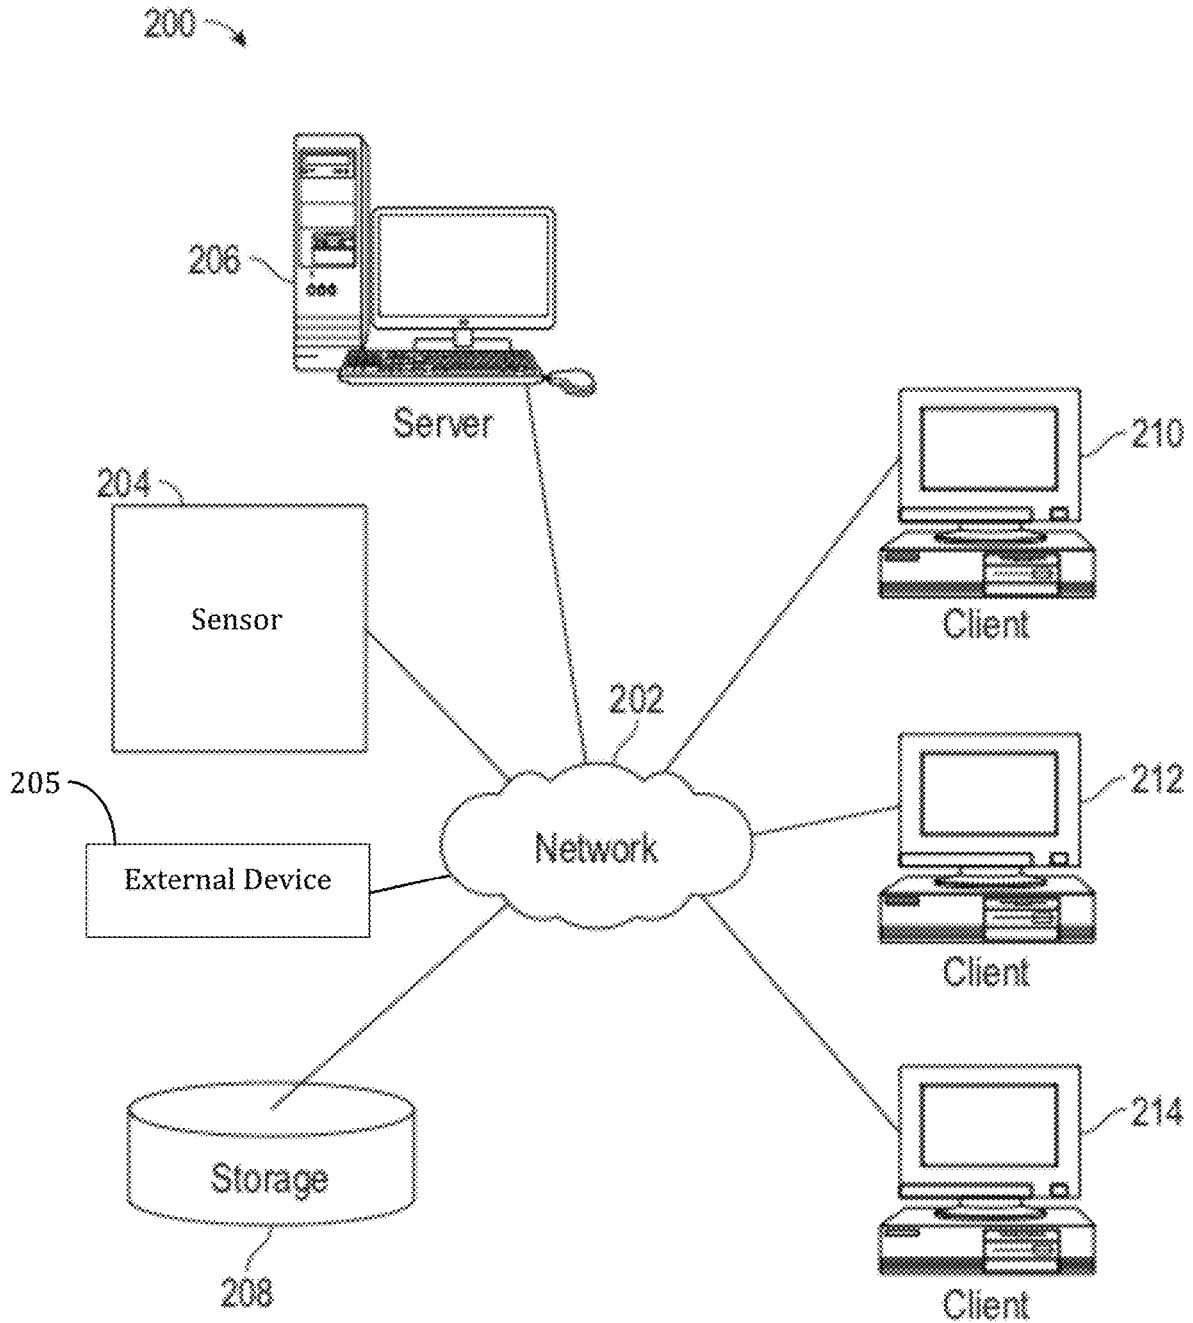 200
206
Server
210
Client
204
Sensor
202
205
External Device
Network
212
Client
Storage
208
214
Client